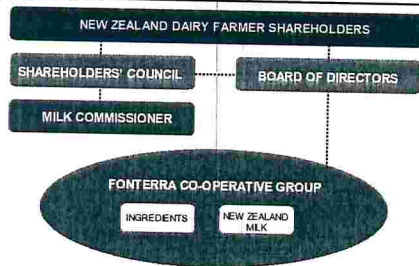 NEW ZEALAND DAIRY FARMER SHAREHOLDERS
SHAREHOLDERS' COUNCIL
BOARD OF DIRECTORS
MILK COMMISSIONER
FONTERRA CO-OPERATIVE GROUP
INGREDIENTS
NEW ZEALAND
MILK